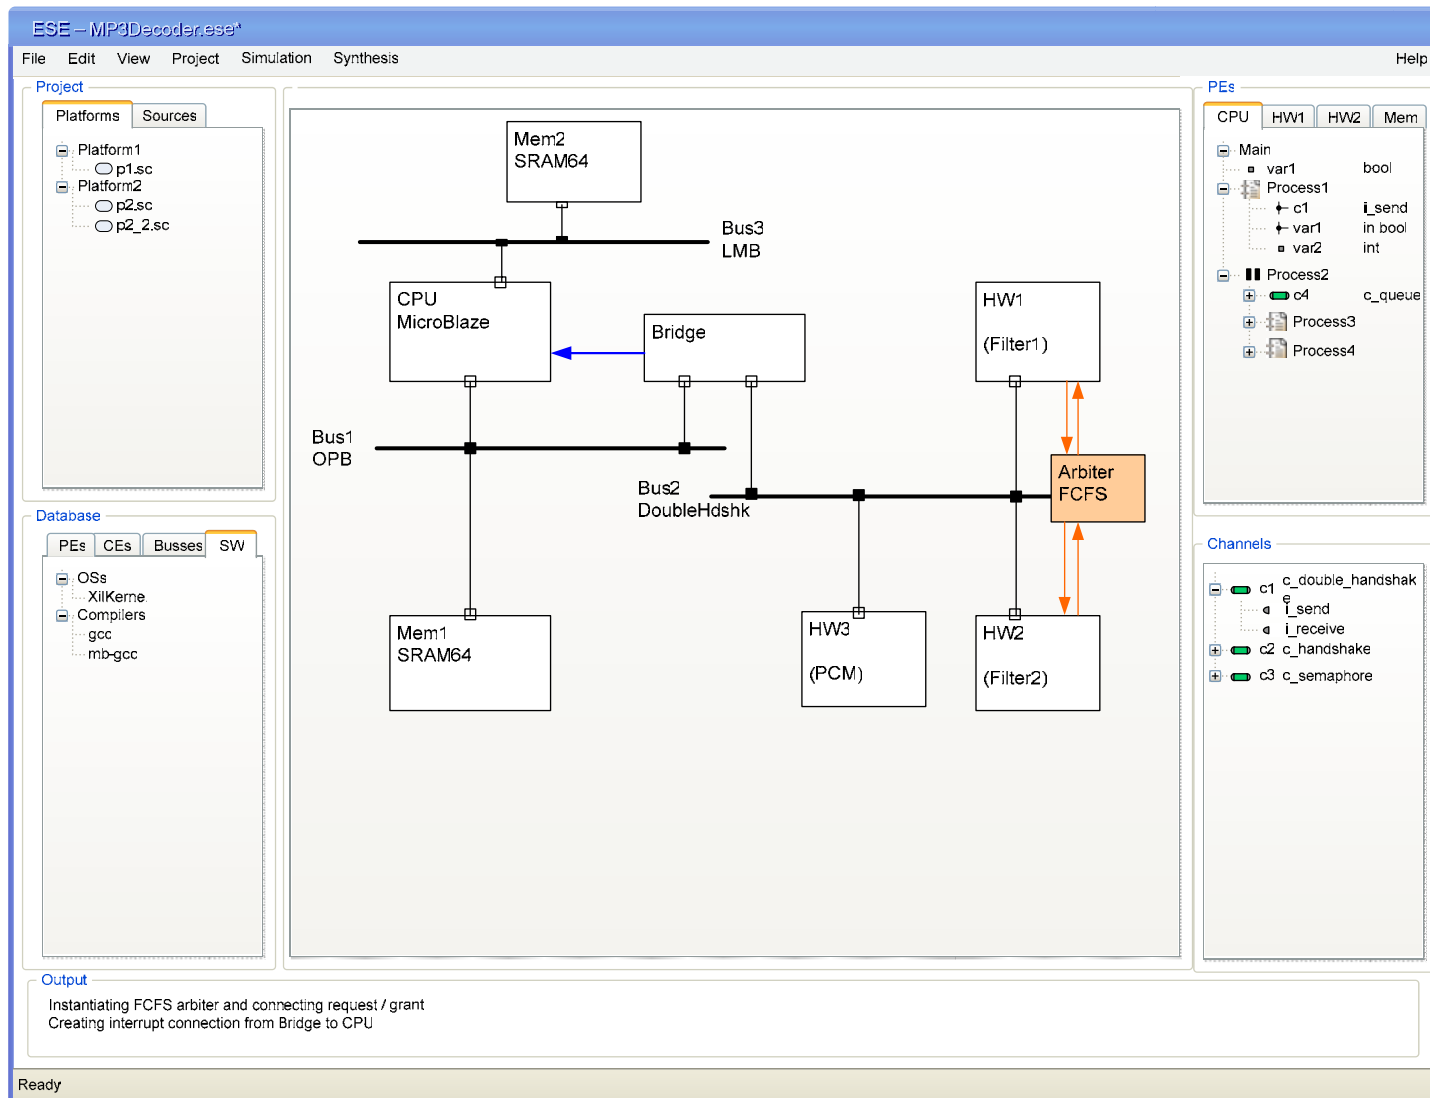 ESE – MP3Decoder.ese*
File Edit View Project Simulation Synthesis Help
Project
Platforms Sources
Platform1
p1.sc
Platform2
p2.sc
p2_2.sc
Database
PEs CEs Busses SW
OSs
XilKerne
Compilers
gcc
mb-gcc
Mem2
SRAM64
Bus3
LMB
CPU
MicroBlaze
Bridge
HW1
(Filter1)
Bus1
OPB
Bus2
DoubleHdshk
Arbiter
FCFS
Mem1
SRAM64
HW3
(PCM)
HW2
(Filter2)
PEs
CPU HW1 HW2 Mem
Main
var1 bool
Process1
c1 i_send
var1 in bool
var2 int
Process2
c4 c_queue
Process3
Process4
Channels
c1 c_double_handshak
e
i_send
i_receive
c2 c_handshake
c3 c_semaphore
Output
Instantiating FCFS arbiter and connecting request / grant
Creating interrupt connection from Bridge to CPU
Ready